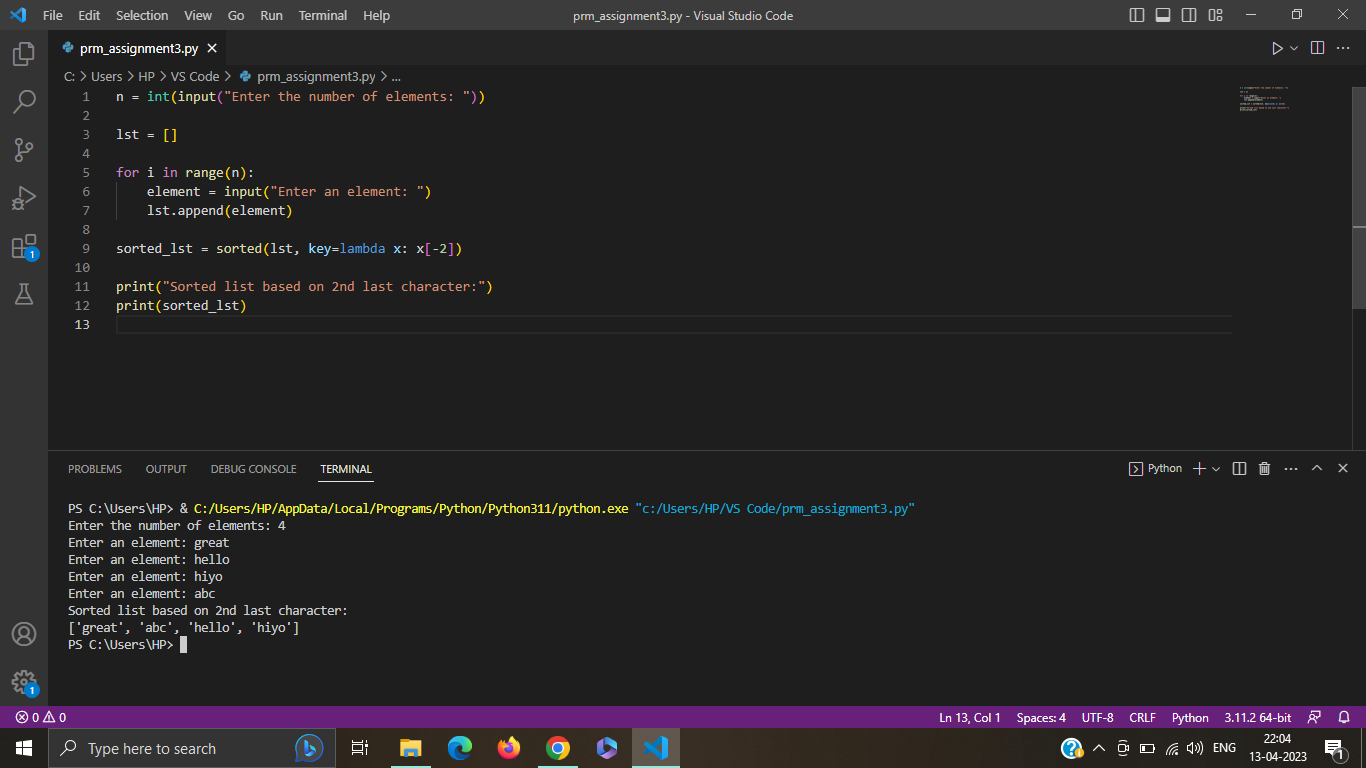 File Edit Selection View Go Run Terminal Help prm_assignment3.py - Visual Studio Code
prm_assignment3.py
C: > Users > HP > VS Code > prm_assignment3.py > ...
1 n = int(input("Enter the number of elements: "))
2
3 lst = []
4
5 for i in range(n):
6     element = input("Enter an element: ")
7     lst.append(element)
8
9 sorted_lst = sorted(lst, key=lambda x: x[-2])
10
11 print("Sorted list based on 2nd last character:")
12 print(sorted_lst)
13
1
PROBLEMS OUTPUT DEBUG CONSOLE TERMINAL Python
PS C:\Users\HP> & C:/Users/HP/AppData/Local/Programs/Python/Python311/python.exe "c:/Users/HP/VS Code/prm_assignment3.py"
Enter the number of elements: 4
Enter an element: great
Enter an element: hello
Enter an element: hiyo
Enter an element: abc
Sorted list based on 2nd last character:
['great', 'abc', 'hello', 'hiyo']
PS C:\Users\HP>
1
0 0 Ln 13, Col 1 Spaces: 4 UTF-8 CRLF Python 3.11.2 64-bit
Type here to search ENG 22:04
13-04-2023 1